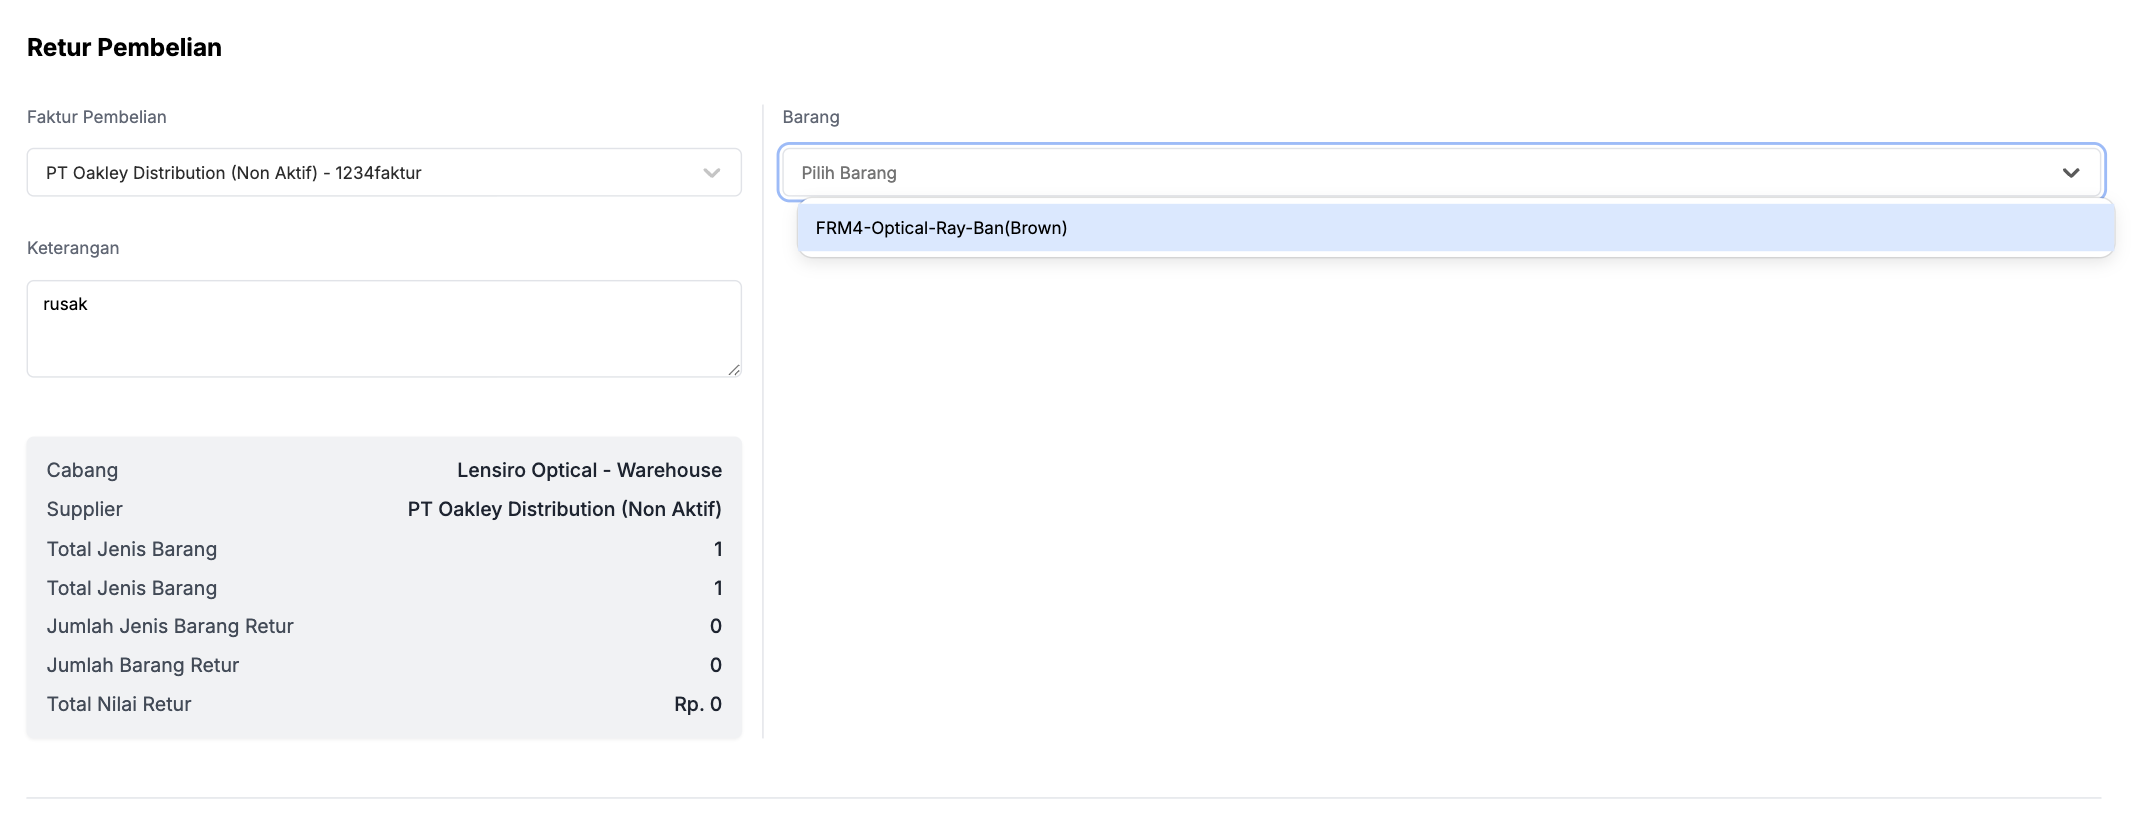 Retur Pembelian
Faktur Pembelian
PT Oakley Distribution (Non Aktif) - 1234faktur
Keterangan
rusak
Cabang Lensiro Optical - Warehouse
Supplier PT Oakley Distribution (Non Aktif)
Total Jenis Barang 1
Total Jenis Barang 1
Jumlah Jenis Barang Retur 0
Jumlah Barang Retur 0
Total Nilai Retur Rp. 0
Barang
Pilih Barang
FRM4-Optical-Ray-Ban(Brown)